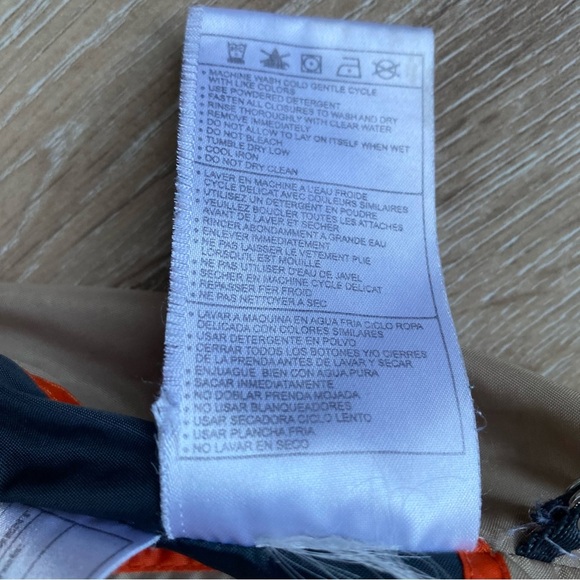 • MACHINE WASH COLD GENTLE CYCLE
WITH LIKE COLORS
• USE POWDERED DETERGENT
• FASTEN ALL CLOSURES TO WASH AND DRY
• RINSE THOROUGHLY WITH CLEAR WATER
• REMOVE IMMEDIATELY
• DO NOT ALLOW TO LAY ON ITSELF WHEN WET
• DO NOT BLEACH
• TUMBLE DRY LOW
• COOL IRON
• DO NOT DRY CLEAN
• LAVER EN MACHINE A L'EAU FROIDE
CYCLE DELICAT AVEC COULEURS SIMILAIRES
• UTILISEZ UN DETERGENT EN POUDRE
• VEUILLEZ BOUCLER TOUTES LES ATTACHES
AVANT DE LAVER ET SECHER
• RINCER ABONDAMMENT A GRANDE EAU
• ENLEVER IMMEDIATEMENT
• NE PAS LAISSER LE VETEMENT PLIE
LORSQU'IL EST MOUILLE
• NE PAS UTILISER D'EAU DE JAVEL
• SECHER EN MACHINE CYCLE DELICAT
• REPASSER FER FROID
• NE PAS NETTOYER A SEC
• LAVAR A MAQUINA EN AGUA FRIA CICLO ROPA
DELICADA CON COLORES SIMILARES
• USAR DETERGENTE EN POLVO
• CERRAR TODOS LOS BOTONES Y/O CIERRES
DE LA PRENDA ANTES DE LAVAR Y SECAR.
• ENJUAGUE BIEN CON AGUA PURA
• SACAR INMEDIATAMENTE
• NO DOBLAR PRENDA MOJADA
• NO USAR BLANQUEADORES
• USAR SECADORA CICLO LENTO
• USAR PLANCHA FRIA
• NO LAVAR EN SECO